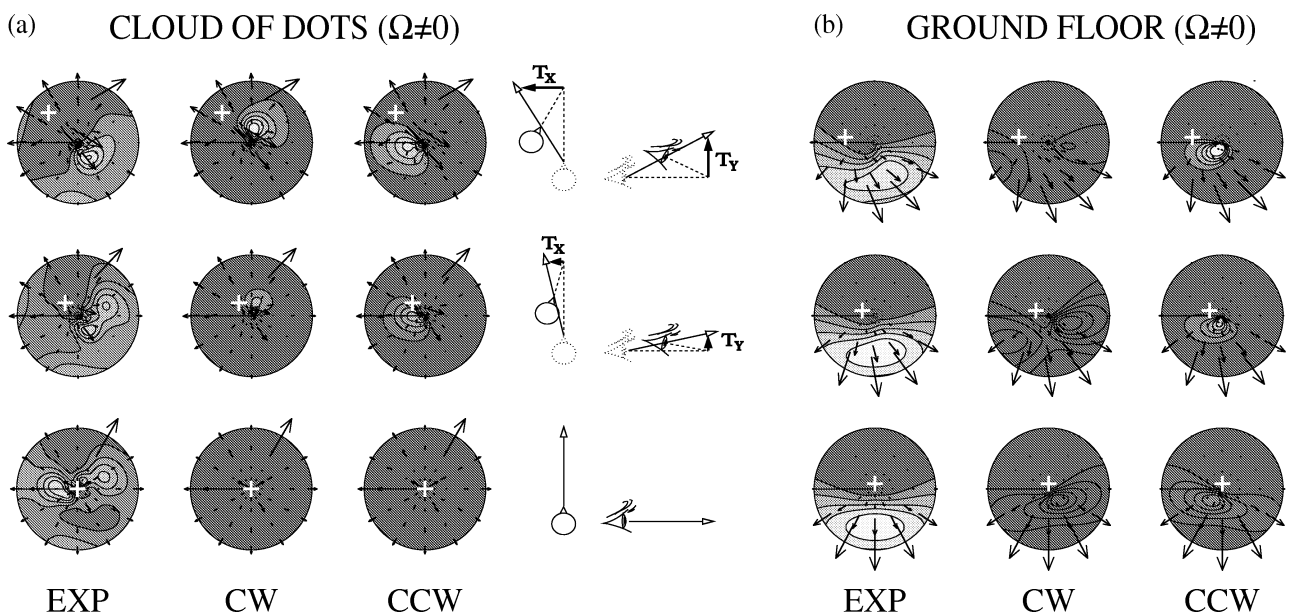 (a) CLOUD OF DOTS (Ω≠0)
(b) GROUND FLOOR (Ω≠0)
T_X
T_Y
T_X
T_Y
EXP CW CCW
EXP CW CCW